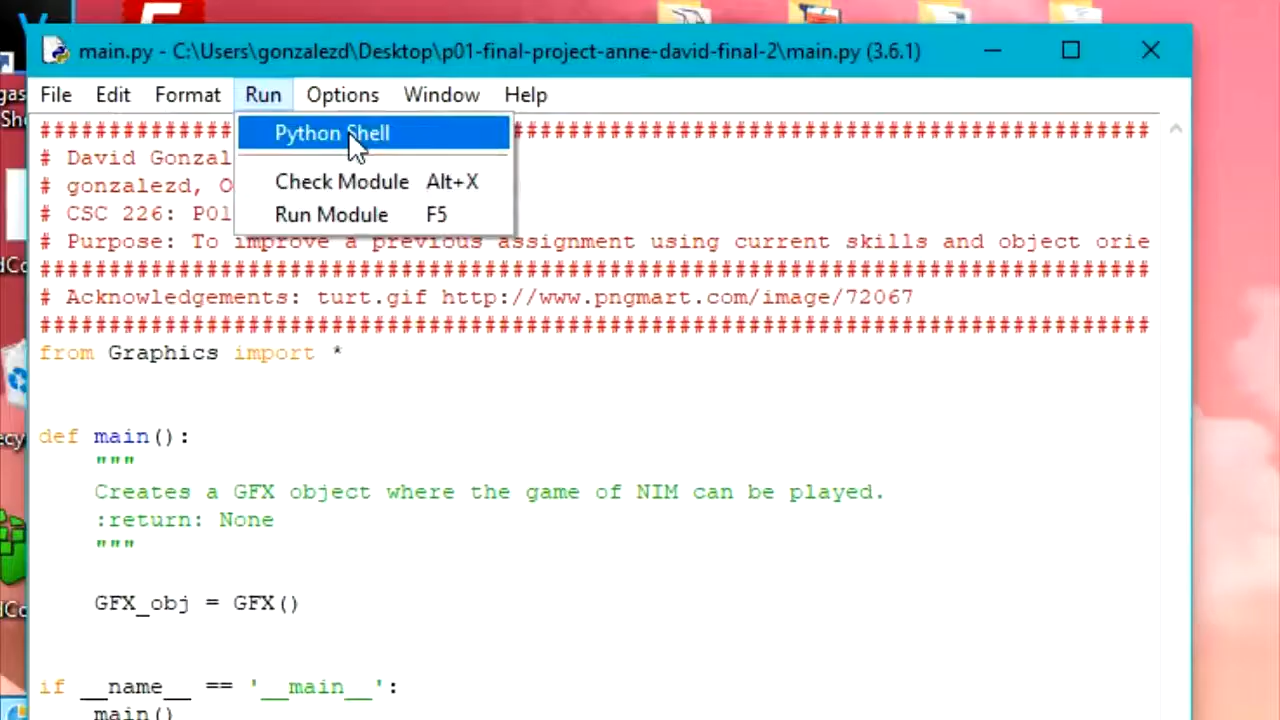 main.py - C:\Users\gonzalezd\Desktop\p01-final-project-anne-david-final-2\main.py (3.6.1)
File Edit Format Run Options Window Help
Python Shell
Check Module Alt+X
Run Module F5
# David Gonzal
# gonzalezd, O
# CSC 226: P01
# Purpose: To improve a previous assignment using current skills and object orie
################################################################################
# Acknowledgements: turt.gif http://www.pngmart.com/image/72067
################################################################################
from Graphics import *
def main():
"""
Creates a GFX object where the game of NIM can be played.
:return: None
"""
GFX_obj = GFX()
if __name__ == '__main__':
main()